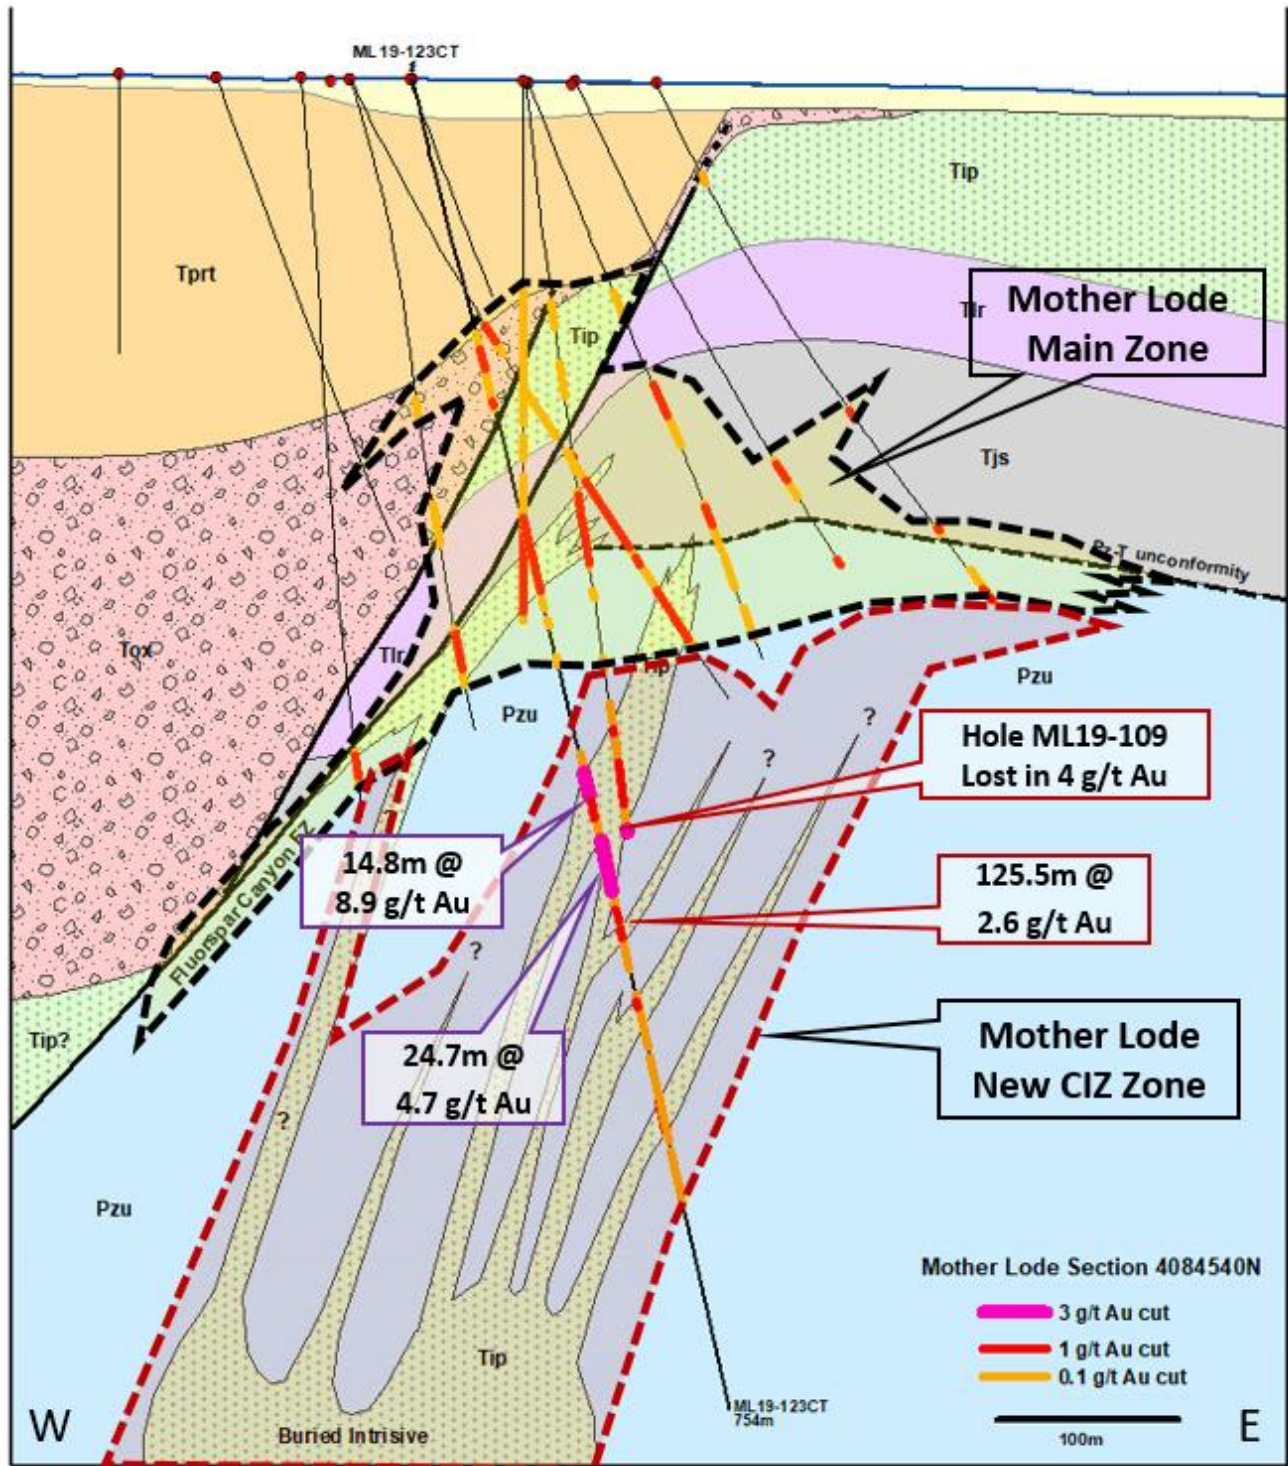 ML19-123CT
Tip
Tprt
Mother Lode
Main Zone
Tlr
Tip
Tjs
Pz-T unconformity
Tox
Tlr
Tip
Pzu
Pzu
?
?
Hole ML19-109
Lost in 4 g/t Au
?
14.8m @
8.9 g/t Au
125.5m @
2.6 g/t Au
Fluorspar Canyon Fz
?
Tip?
24.7m @
4.7 g/t Au
Mother Lode
New CIZ Zone
?
Pzu
Mother Lode Section 4084540N
3 g/t Au cut
1 g/t Au cut
0.1 g/t Au cut
Tip
ML19-123CT
754m
W
Buried Intrisive
100m
E